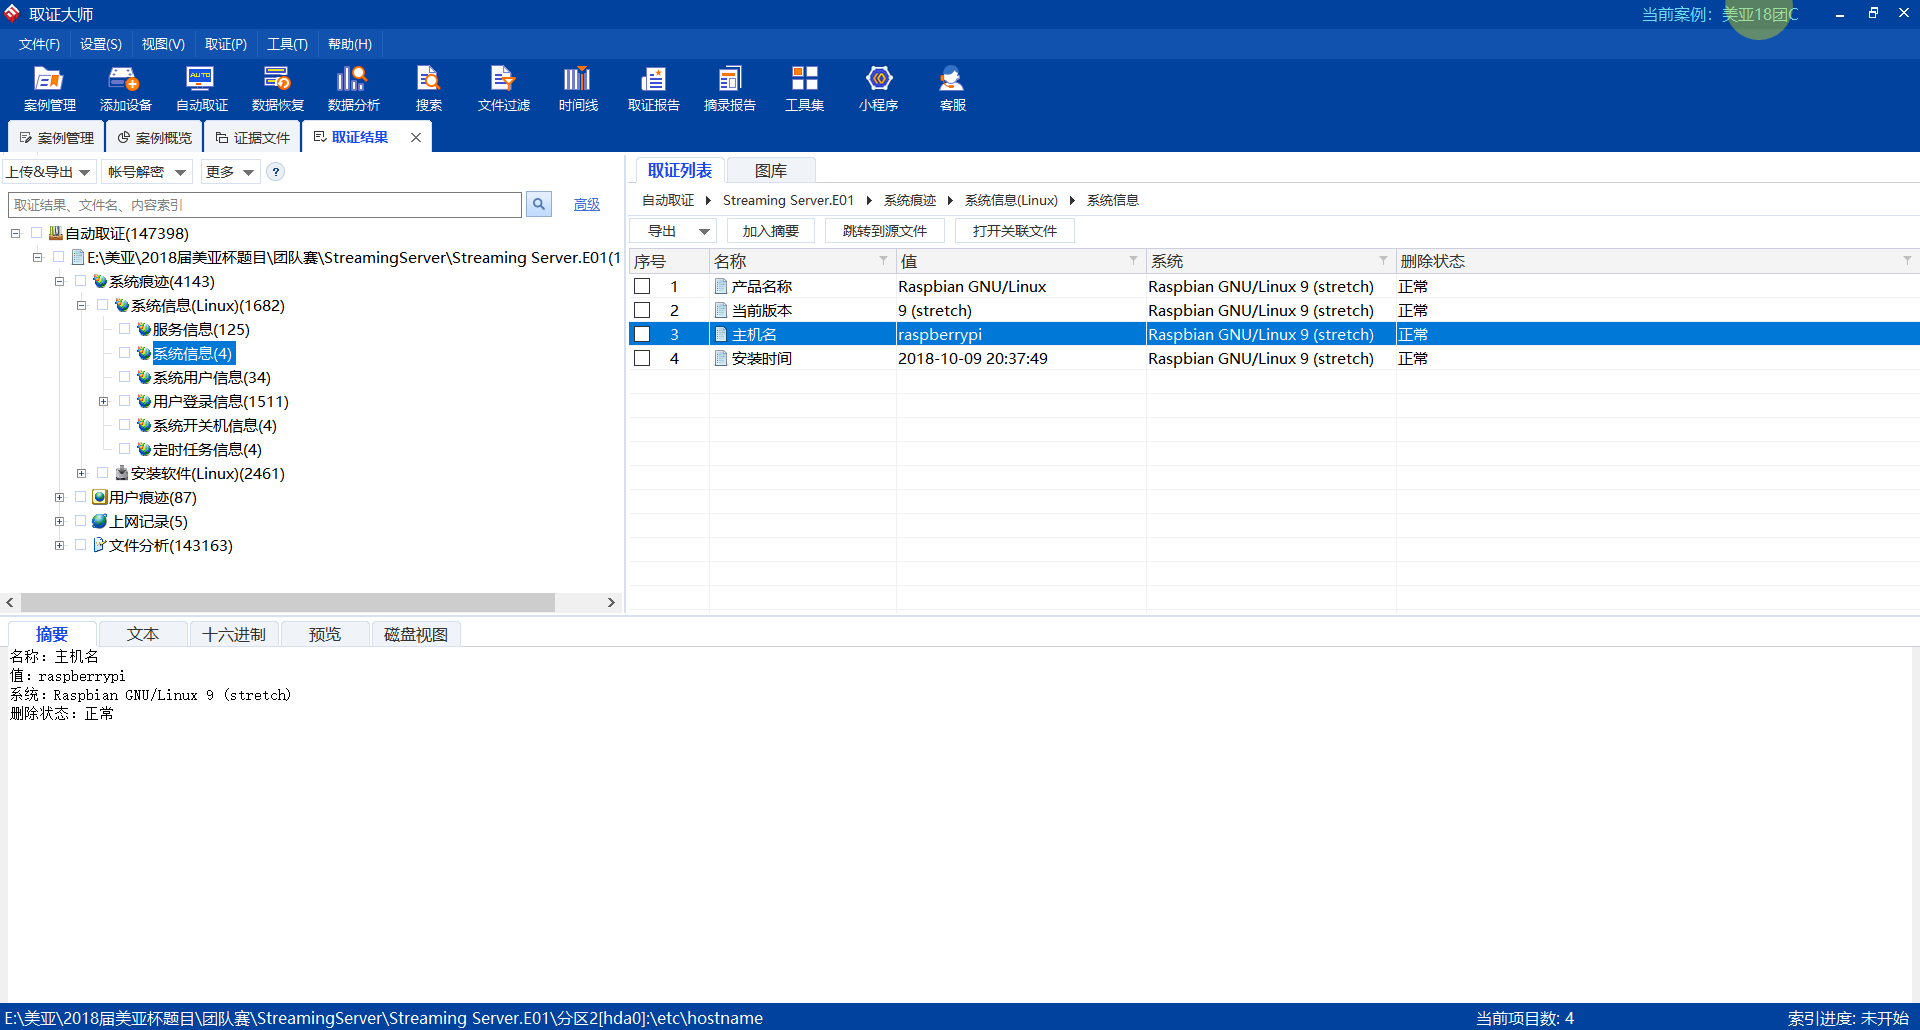 取证大师
当前案例： 美亚18团C
文件(F) 设置(S) 视图(V) 取证(P) 工具(T) 帮助(H)
案例管理 添加设备 自动取证 数据恢复 数据分析 搜索 文件过滤 时间线 取证报告 摘录报告 工具集 小程序 客服
案例管理 案例概览 证据文件 取证结果
上传&导出 帐号解密 更多 ?
取证结果、文件名、内容索引 高级
自动取证(147398)
E:\美亚\2018届美亚杯题目\团队赛\StreamingServer\Streaming Server.E01(1
系统痕迹(4143)
系统信息(Linux)(1682)
服务信息(125)
系统信息(4)
系统用户信息(34)
用户登录信息(1511)
系统开关机信息(4)
定时任务信息(4)
安装软件(Linux)(2461)
用户痕迹(87)
上网记录(5)
文件分析(143163)
取证列表 图库
自动取证 Streaming Server.E01 系统痕迹 系统信息(Linux) 系统信息
导出 加入摘要 跳转到源文件 打开关联文件
序号 名称 值 系统 删除状态
1 产品名称 Raspbian GNU/Linux Raspbian GNU/Linux 9 (stretch) 正常
2 当前版本 9 (stretch) Raspbian GNU/Linux 9 (stretch) 正常
3 主机名 raspberrypi Raspbian GNU/Linux 9 (stretch) 正常
4 安装时间 2018-10-09 20:37:49 Raspbian GNU/Linux 9 (stretch) 正常
摘要 文本 十六进制 预览 磁盘视图
名称：主机名
值：raspberrypi
系统：Raspbian GNU/Linux 9 (stretch)
删除状态：正常
E:\美亚\2018届美亚杯题目\团队赛\StreamingServer\Streaming Server.E01\分区2[hda0]:\etc\hostname
当前项目数: 4
索引进度: 未开始